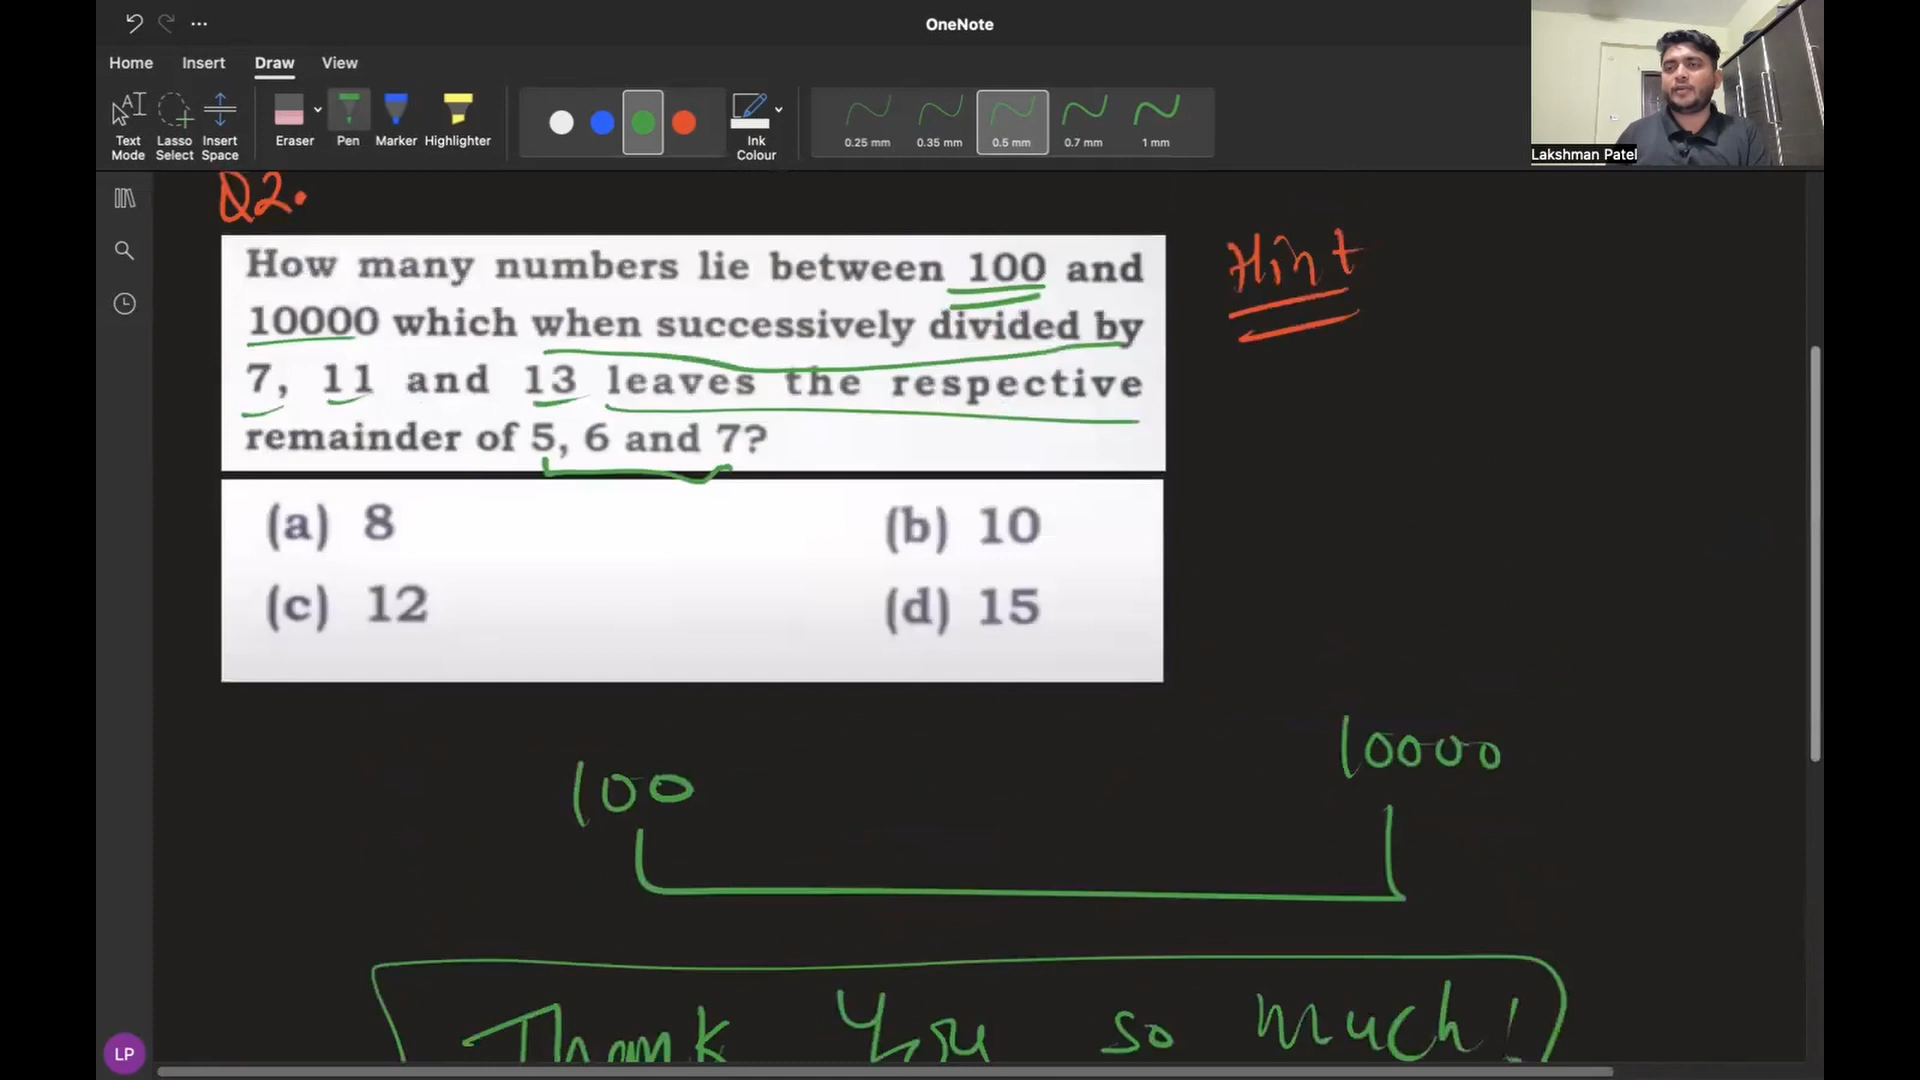 OneNote
Home Insert Draw View
Text Mode
Lasso Select
Insert Space
Eraser
Pen
Marker
Highlighter
Ink Colour
0.25 mm
0.35 mm
0.5 mm
0.7 mm
1 mm
Lakshman Patel
Q2.
How many numbers lie between 100 and
10000 which when successively divided by
7, 11 and 13 leaves the respective
remainder of 5, 6 and 7?
Hint
(a) 8 (b) 10
(c) 12 (d) 15
100 10000
Thank You so much!
LP